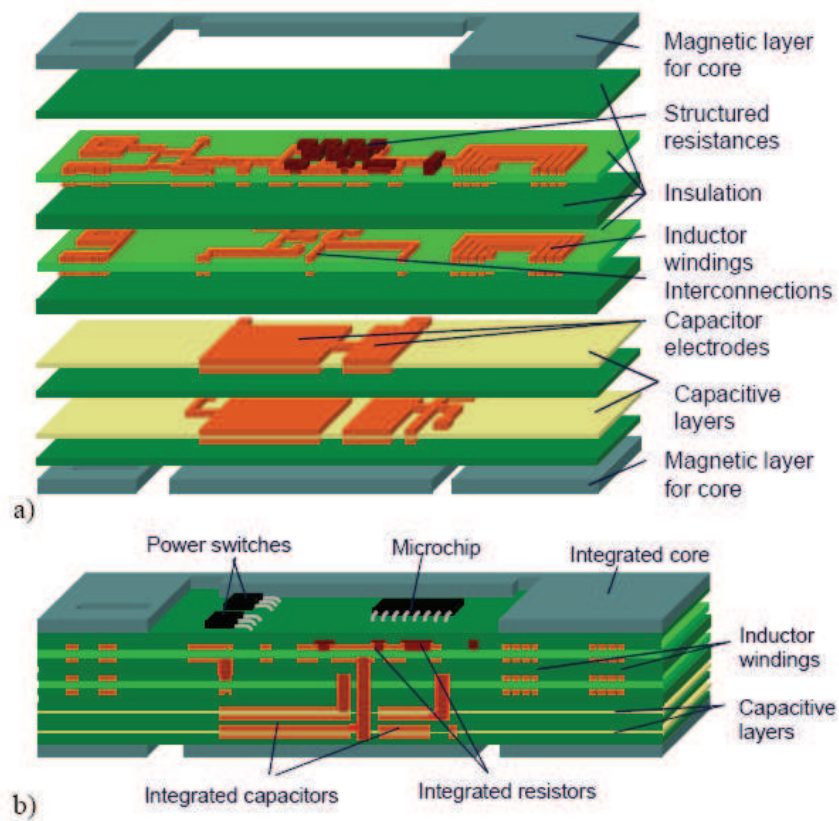 Magnetic layer
for core
Structured
resistances
Insulation
Inductor
windings
Interconnections
Capacitor
electrodes
Capacitive
layers
Magnetic layer
for core
a)
Power switches
Microchip
Integrated core
Inductor
windings
Capacitive
layers
Integrated capacitors
Integrated resistors
b)